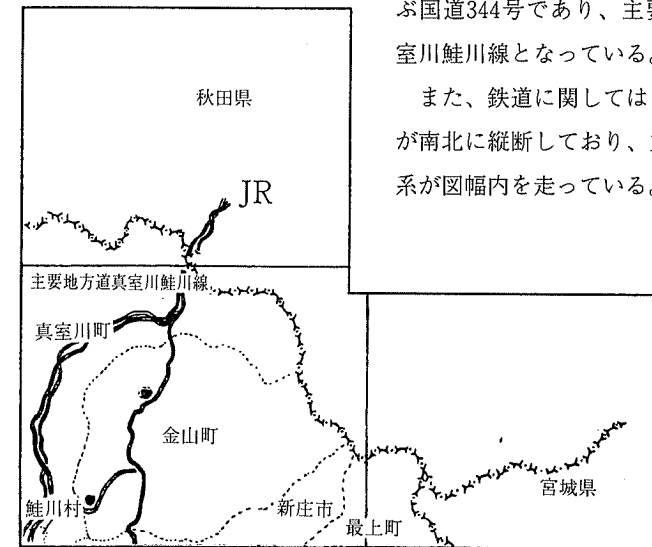 ぶ国道344号であり、主要
室川鮭川線となっている。
また、鉄道に関しては
が南北に縦断しており、
系が図幅内を走っている。
秋田県
JR
主要地方道真室川鮭川線
真室川町
金山町
鮭川村
新庄市
最上町
宮城県